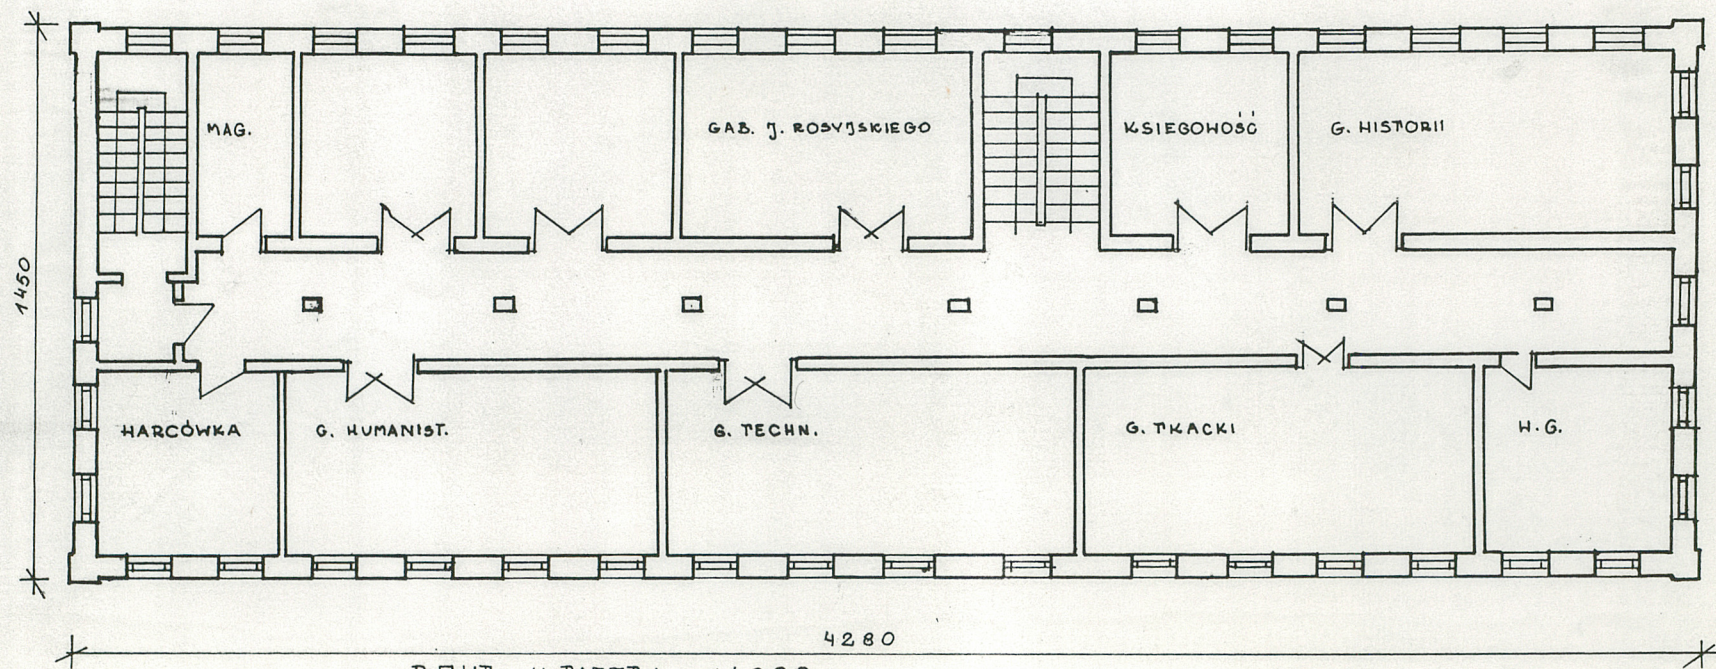 MAG.
GAB. J. ROSYJSKIEGO
KSIEGOWOŚĆ
G. HISTORII
1450
HARCÓWKA
G. HUMANIST.
G. TECHN.
G. TKACKI
H.G.
4280